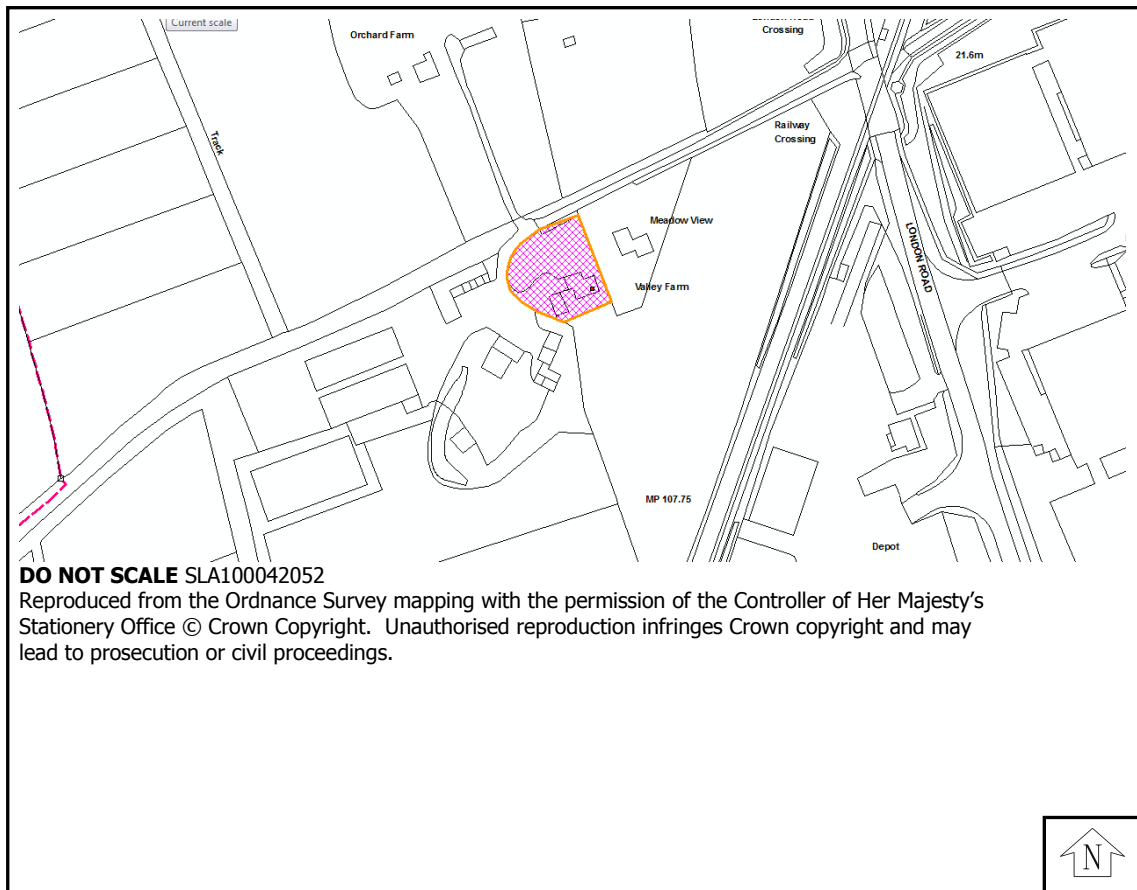 Current scale
Orchard Farm
Crossing
21.6m
Track
Railway
Crossing
Meadow View
LONDON ROAD
Valley Farm
MP 107.75
Depot
DO NOT SCALE SLA100042052
Reproduced from the Ordnance Survey mapping with the permission of the Controller of Her Majesty's
Stationery Office © Crown Copyright. Unauthorised reproduction infringes Crown copyright and may
lead to prosecution or civil proceedings.
N